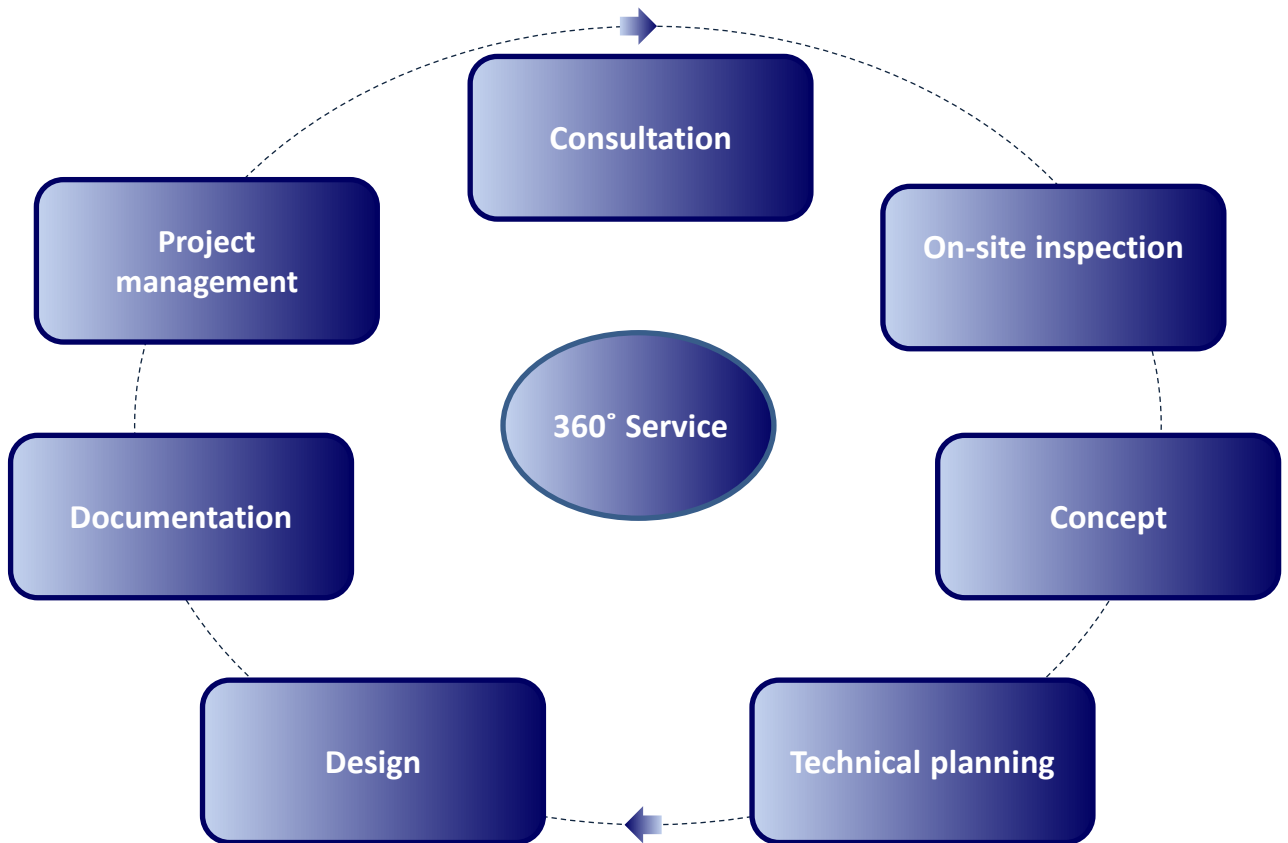 Consultation
On-site inspection
Concept
Technical planning
Design
Documentation
Project
management
360˚ Service